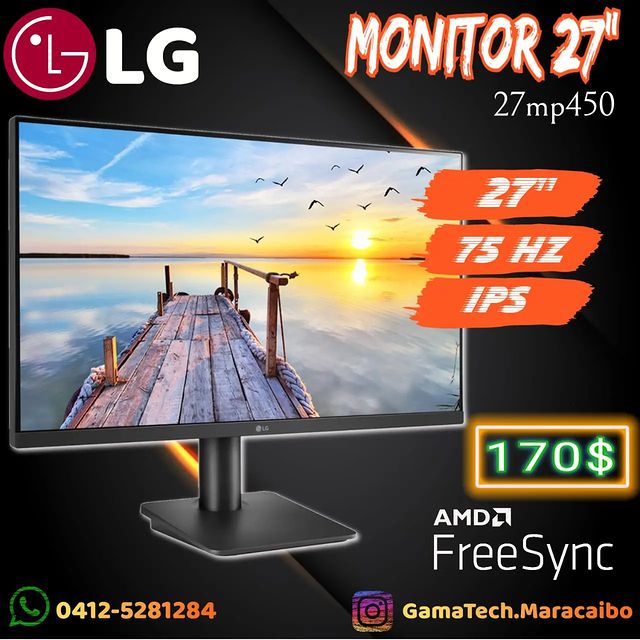 LG
MONITOR 27"
27mp450
27"
75 HZ
IPS
LG
170$
AMD
FreeSync
0412-5281284
GamaTech.Maracaibo